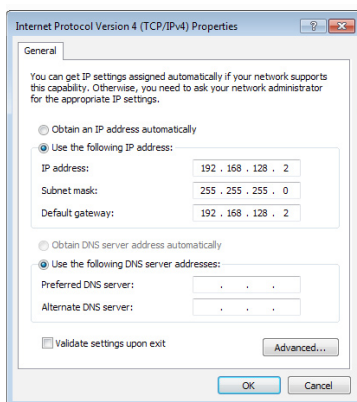 Internet Protocol Version 4 (TCP/IPv4) Properties
General
You can get IP settings assigned automatically if your network supports
this capability. Otherwise, you need to ask your network administrator
for the appropriate IP settings.
Obtain an IP address automatically
Use the following IP address:
IP address: 192 . 168 . 128 . 2
Subnet mask: 255 . 255 . 255 . 0
Default gateway: 192 . 168 . 128 . 2
Obtain DNS server address automatically
Use the following DNS server addresses:
Preferred DNS server: . . .
Alternate DNS server: . . .
Validate settings upon exit
Advanced...
OK Cancel